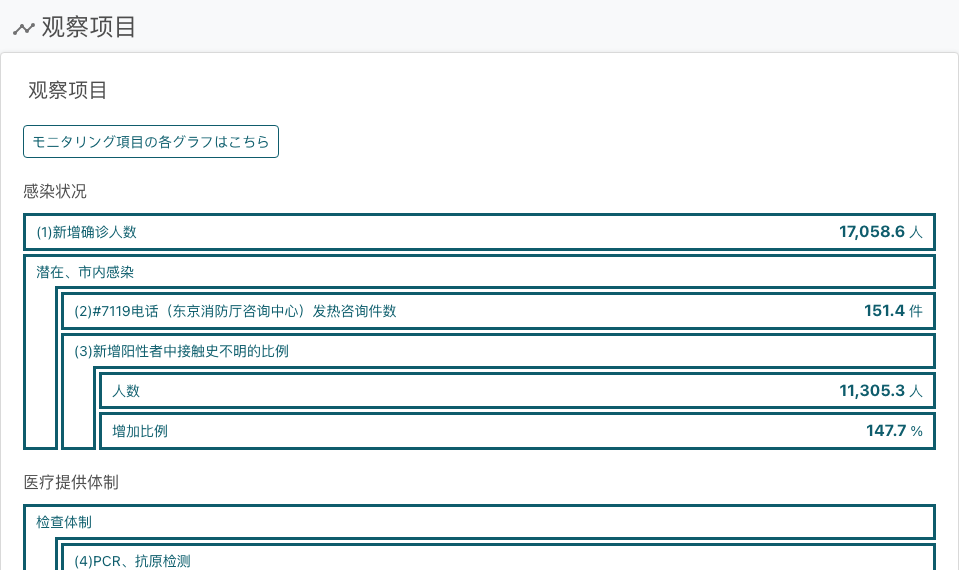 观察项目
观察项目
モニタリング項目の各グラフはこちら
感染状况
(1)新增确诊人数 17,058.6 人
潜在、市内感染
(2)#7119电话（东京消防厅咨询中心）发热咨询件数 151.4 件
(3)新增阳性者中接触史不明的比例
人数 11,305.3 人
增加比例 147.7 %
医疗提供体制
检查体制
(4)PCR、抗原检测